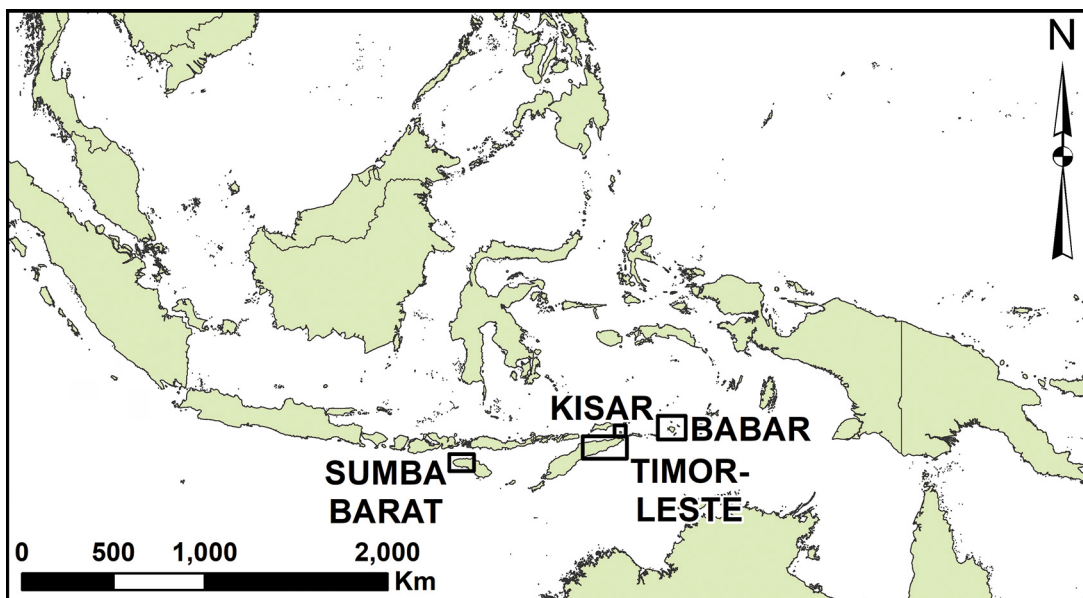 N
KISAR
BABAR
SUMBA
BARAT
TIMOR-
LESTE
0 500 1,000 2,000
Km